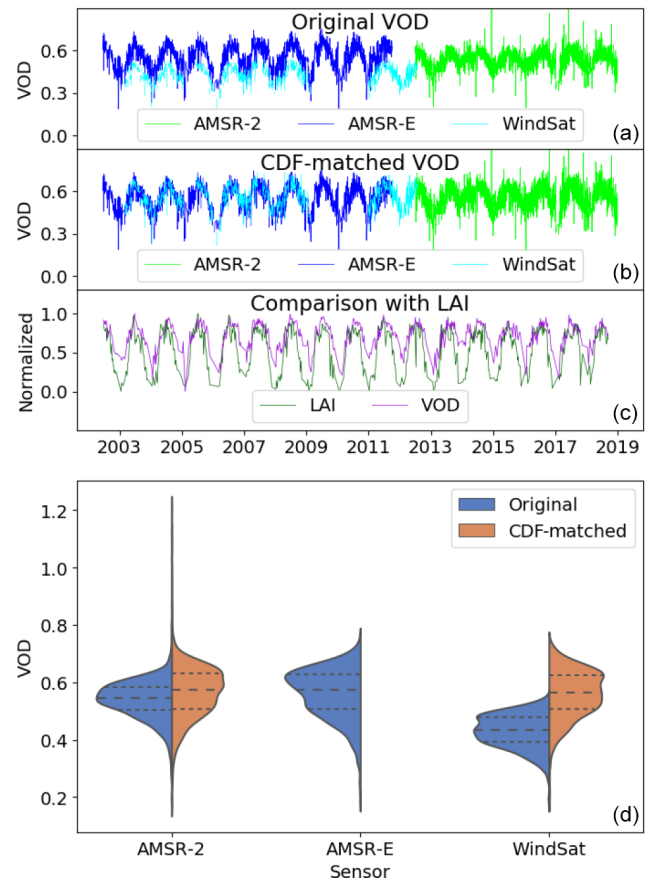 Original VOD
VOD
0.6
0.3
0.0
AMSR-2 AMSR-E WindSat
(a)
CDF-matched VOD
VOD
0.6
0.3
0.0
AMSR-2 AMSR-E WindSat
(b)
Comparison with LAI
Normalized
1.0
0.5
0.0
LAI VOD
(c)
2003 2005 2007 2009 2011 2013 2015 2017 2019
Original
CDF-matched
VOD
1.2
1.0
0.8
0.6
0.4
0.2
(d)
AMSR-2 AMSR-E WindSat
Sensor